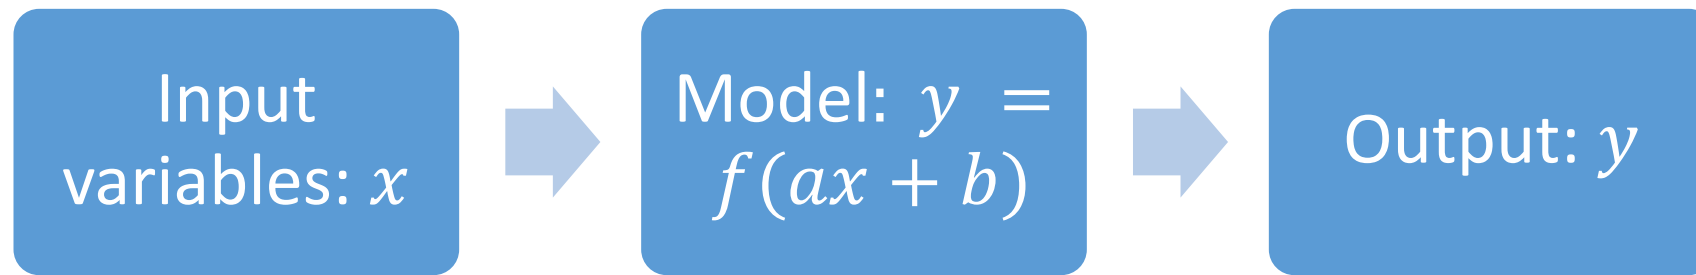 Input
variables: x
Model: y =
f(ax + b)
Output: y